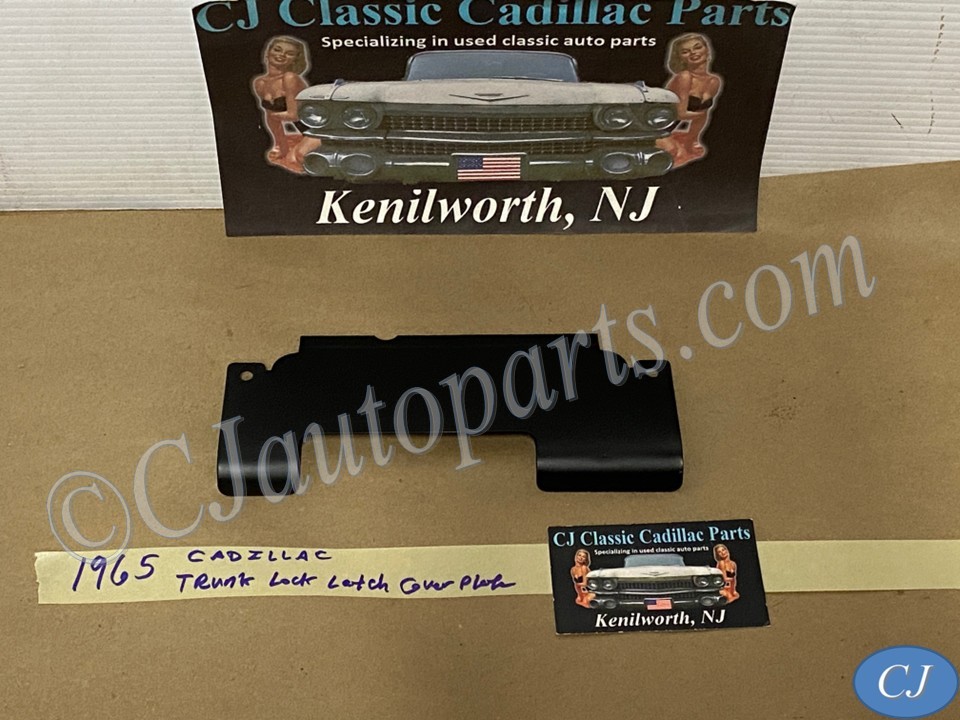 CJ Classic Cadillac Parts
Specializing in used classic auto parts
Kenilworth, NJ
©CJautoparts.com
1965 CADILLAC
TRUNK Lock Latch Cover Plate
CJ Classic Cadillac Parts
Specializing in used classic auto parts
Kenilworth, NJ
CJ